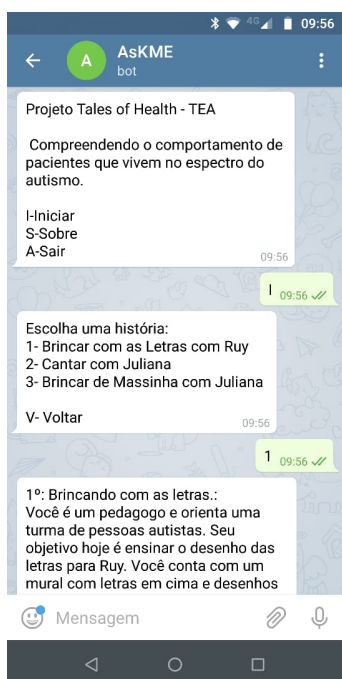 4G 09:56
A
AsKME
bot
Projeto Tales of Health - TEA
Compreendendo o comportamento de
pacientes que vivem no espectro do
autismo.
I-Iniciar
S-Sobre
A-Sair
09:56
I 09:56
Escolha uma história:
1- Brincar com as Letras com Ruy
2- Cantar com Juliana
3- Brincar de Massinha com Juliana
V- Voltar
09:56
1 09:56
1º: Brincando com as letras.:
Você é um pedagogo e orienta uma
turma de pessoas autistas. Seu
objetivo hoje é ensinar o desenho das
letras para Ruy. Você conta com um
mural com letras em cima e desenhos
Mensagem